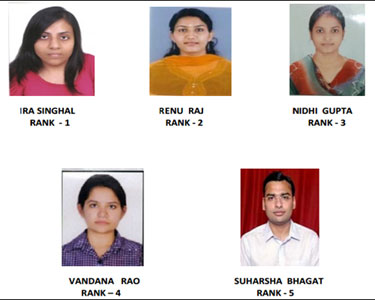 IRA SINGHAL
RANK - 1
RENU RAJ
RANK - 2
NIDHI GUPTA
RANK - 3
VANDANA RAO
RANK – 4
SUHARSHA BHAGAT
RANK - 5